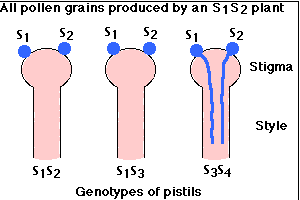 All pollen grains produced by an S1S2 plant
S1 S2 S1 S2 S1 S2
Stigma
Style
S1S2 S1S3 S3S4
Genotypes of pistils